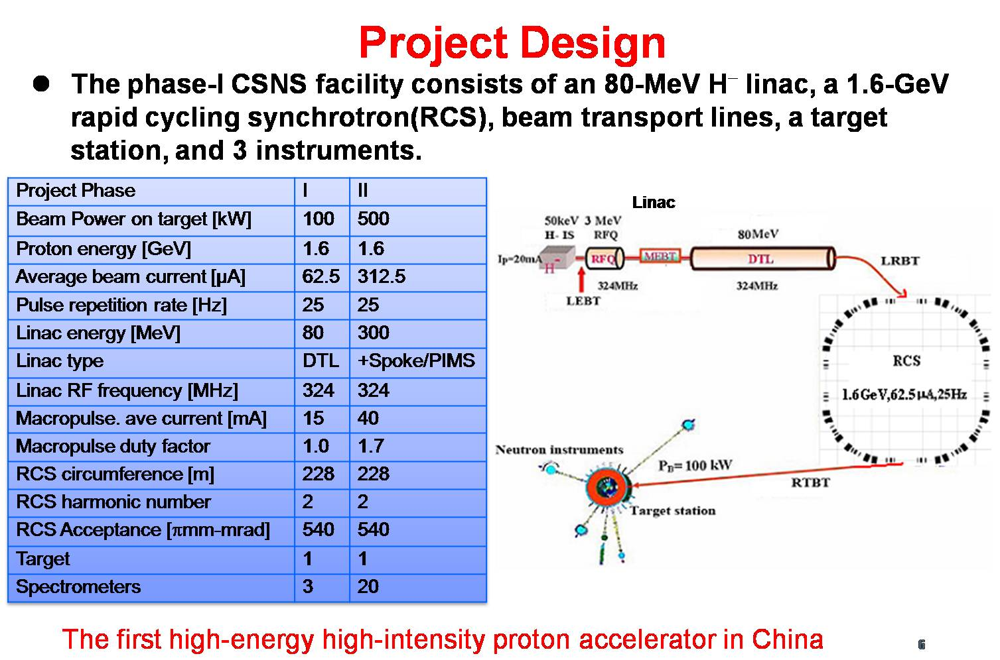 Project Design
● The phase-I CSNS facility consists of an 80-MeV H⁻ linac, a 1.6-GeV
rapid cycling synchrotron(RCS), beam transport lines, a target
station, and 3 instruments.
Project Phase I II
Beam Power on target [kW] 100 500
Proton energy [GeV] 1.6 1.6
Average beam current [µA] 62.5 312.5
Pulse repetition rate [Hz] 25 25
Linac energy [MeV] 80 300
Linac type DTL +Spoke/PIMS
Linac RF frequency [MHz] 324 324
Macropulse. ave current [mA] 15 40
Macropulse duty factor 1.0 1.7
RCS circumference [m] 228 228
RCS harmonic number 2 2
RCS Acceptance [πmm-mrad] 540 540
Target 1 1
Spectrometers 3 20
Linac
50keV 3 MeV
H- IS RFQ
80MeV
Ip=20mA
H-
RFQ
MEBT
DTL
LRBT
324MHz
324MHz
LEBT
RCS
1.6GeV,62.5µA,25Hz
Neutron instruments
PB= 100 kW
RTBT
Target station
The first high-energy high-intensity proton accelerator in China
6